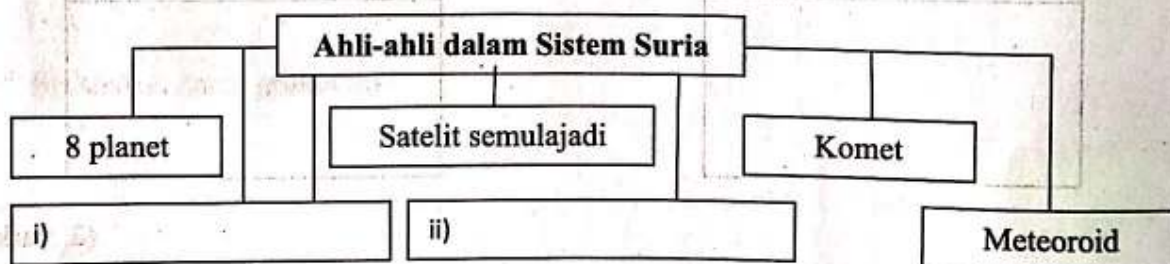 Ahli-ahli dalam Sistem Suria
8 planet
Satelit semulajadi
Komet
i)
ii)
Meteoroid